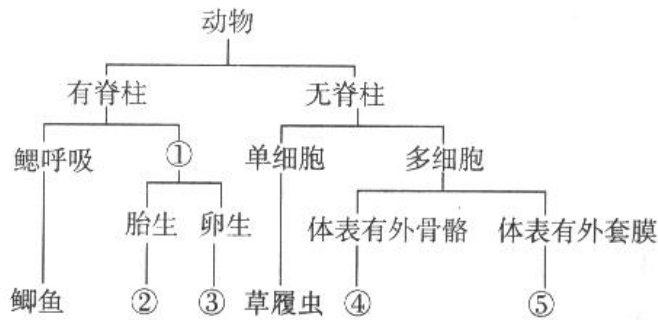 动物
有脊柱 无脊柱
鳃呼吸 ① 单细胞 多细胞
胎生 卵生 体表有外骨骼 体表有外套膜
鲫鱼 ② ③ 草履虫 ④ ⑤